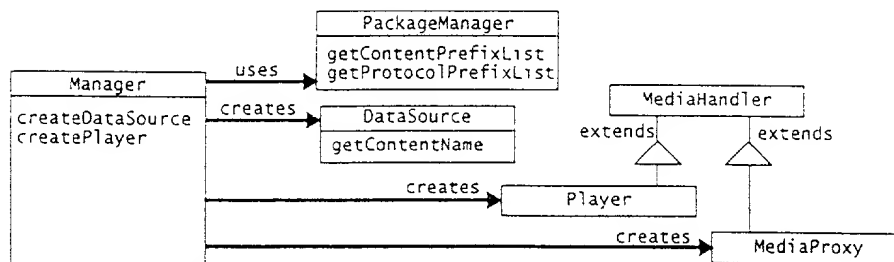 PackageManager
getContentPrefixList
getProtocolPrefixList
uses
Manager
createDataSource
createPlayer
creates
DataSource
getContentName
MediaHandler
extends
extends
creates
Player
creates
MediaProxy